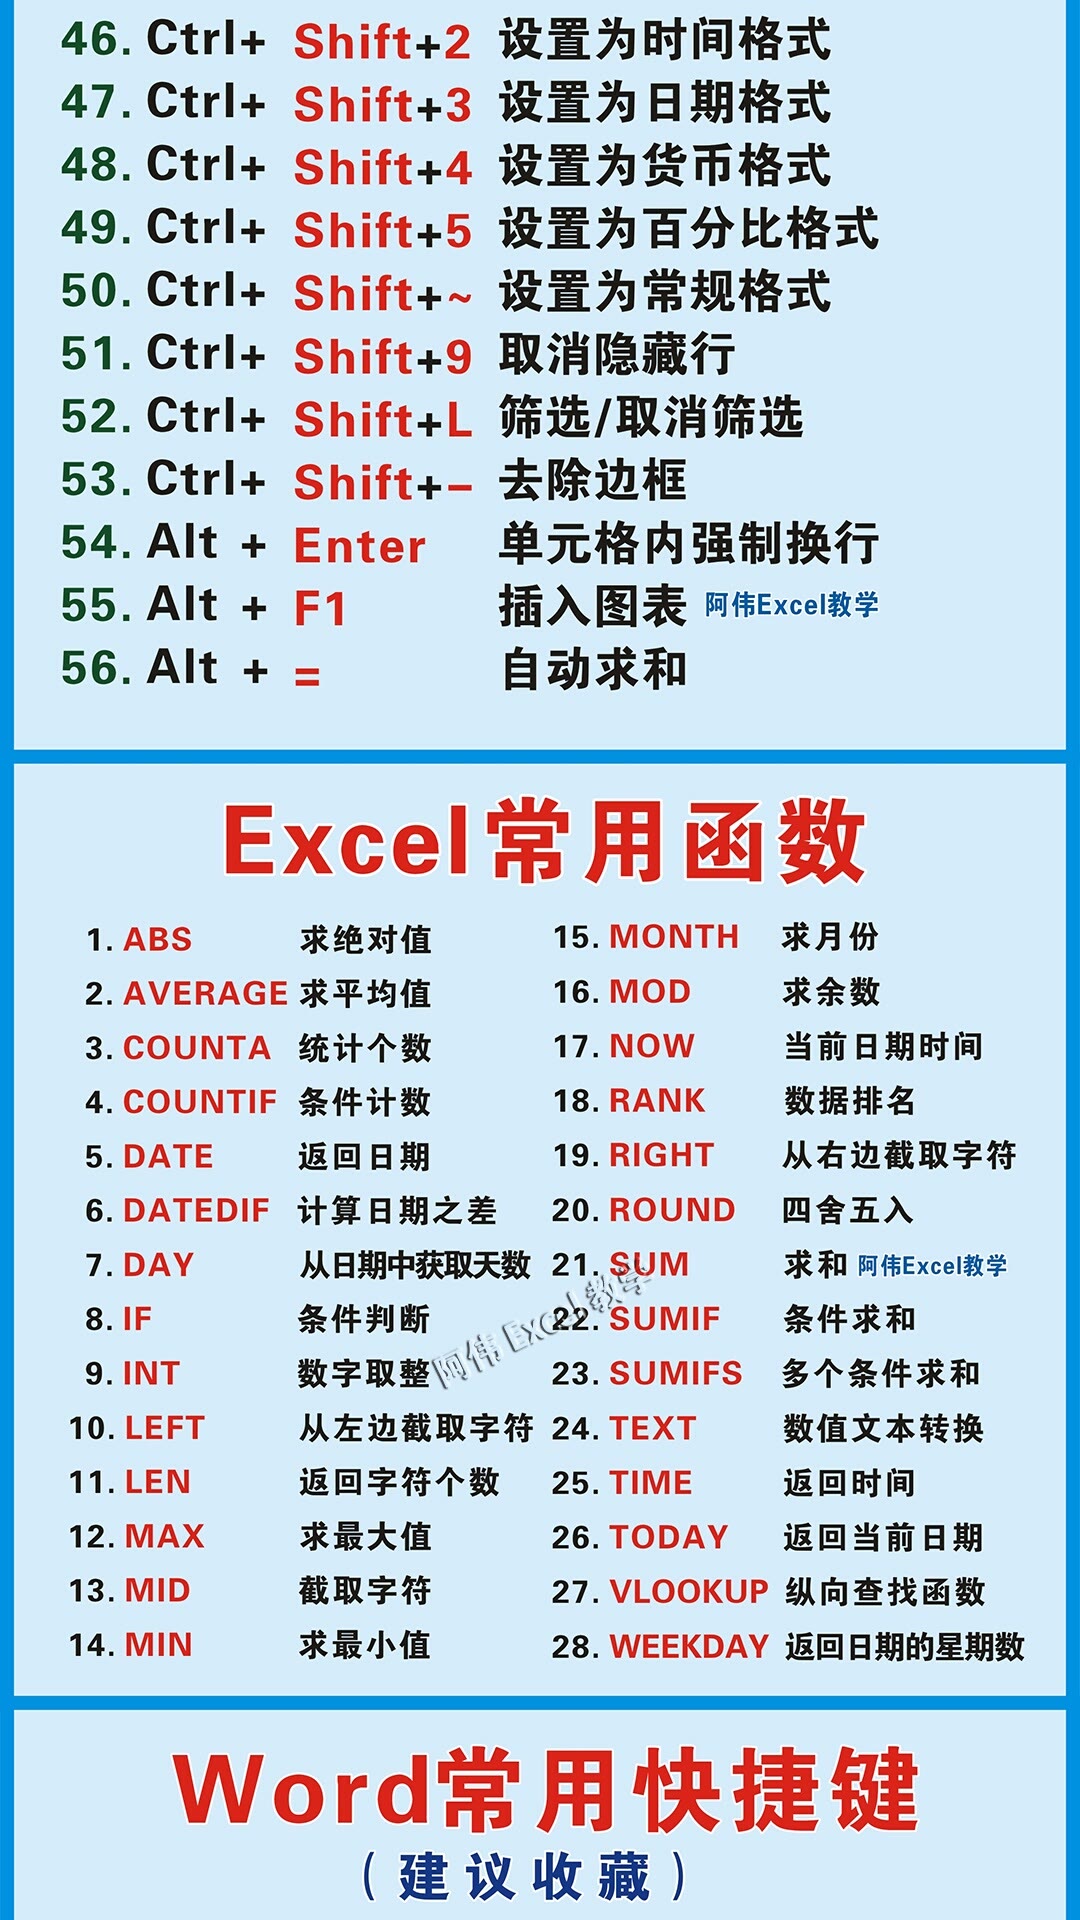 46. Ctrl+ Shift+2 设置为时间格式
47. Ctrl+ Shift+3 设置为日期格式
48. Ctrl+ Shift+4 设置为货币格式
49. Ctrl+ Shift+5 设置为百分比格式
50. Ctrl+ Shift+~ 设置为常规格式
51. Ctrl+ Shift+9 取消隐藏行
52. Ctrl+ Shift+L 筛选/取消筛选
53. Ctrl+ Shift+− 去除边框
54. Alt + Enter 单元格内强制换行
55. Alt + F1 插入图表 阿伟Excel教学
56. Alt + = 自动求和
Excel常用函数
1. ABS 求绝对值
2. AVERAGE 求平均值
3. COUNTA 统计个数
4. COUNTIF 条件计数
5. DATE 返回日期
6. DATEDIF 计算日期之差
7. DAY 从日期中获取天数
8. IF 条件判断
9. INT 数字取整
10. LEFT 从左边截取字符
11. LEN 返回字符个数
12. MAX 求最大值
13. MID 截取字符
14. MIN 求最小值
15. MONTH 求月份
16. MOD 求余数
17. NOW 当前日期时间
18. RANK 数据排名
19. RIGHT 从右边截取字符
20. ROUND 四舍五入
21. SUM 求和 阿伟Excel教学
22. SUMIF 条件求和
23. SUMIFS 多个条件求和
24. TEXT 数值文本转换
25. TIME 返回时间
26. TODAY 返回当前日期
27. VLOOKUP 纵向查找函数
28. WEEKDAY 返回日期的星期数
阿伟 Excel教学
Word常用快捷键
（建议收藏）